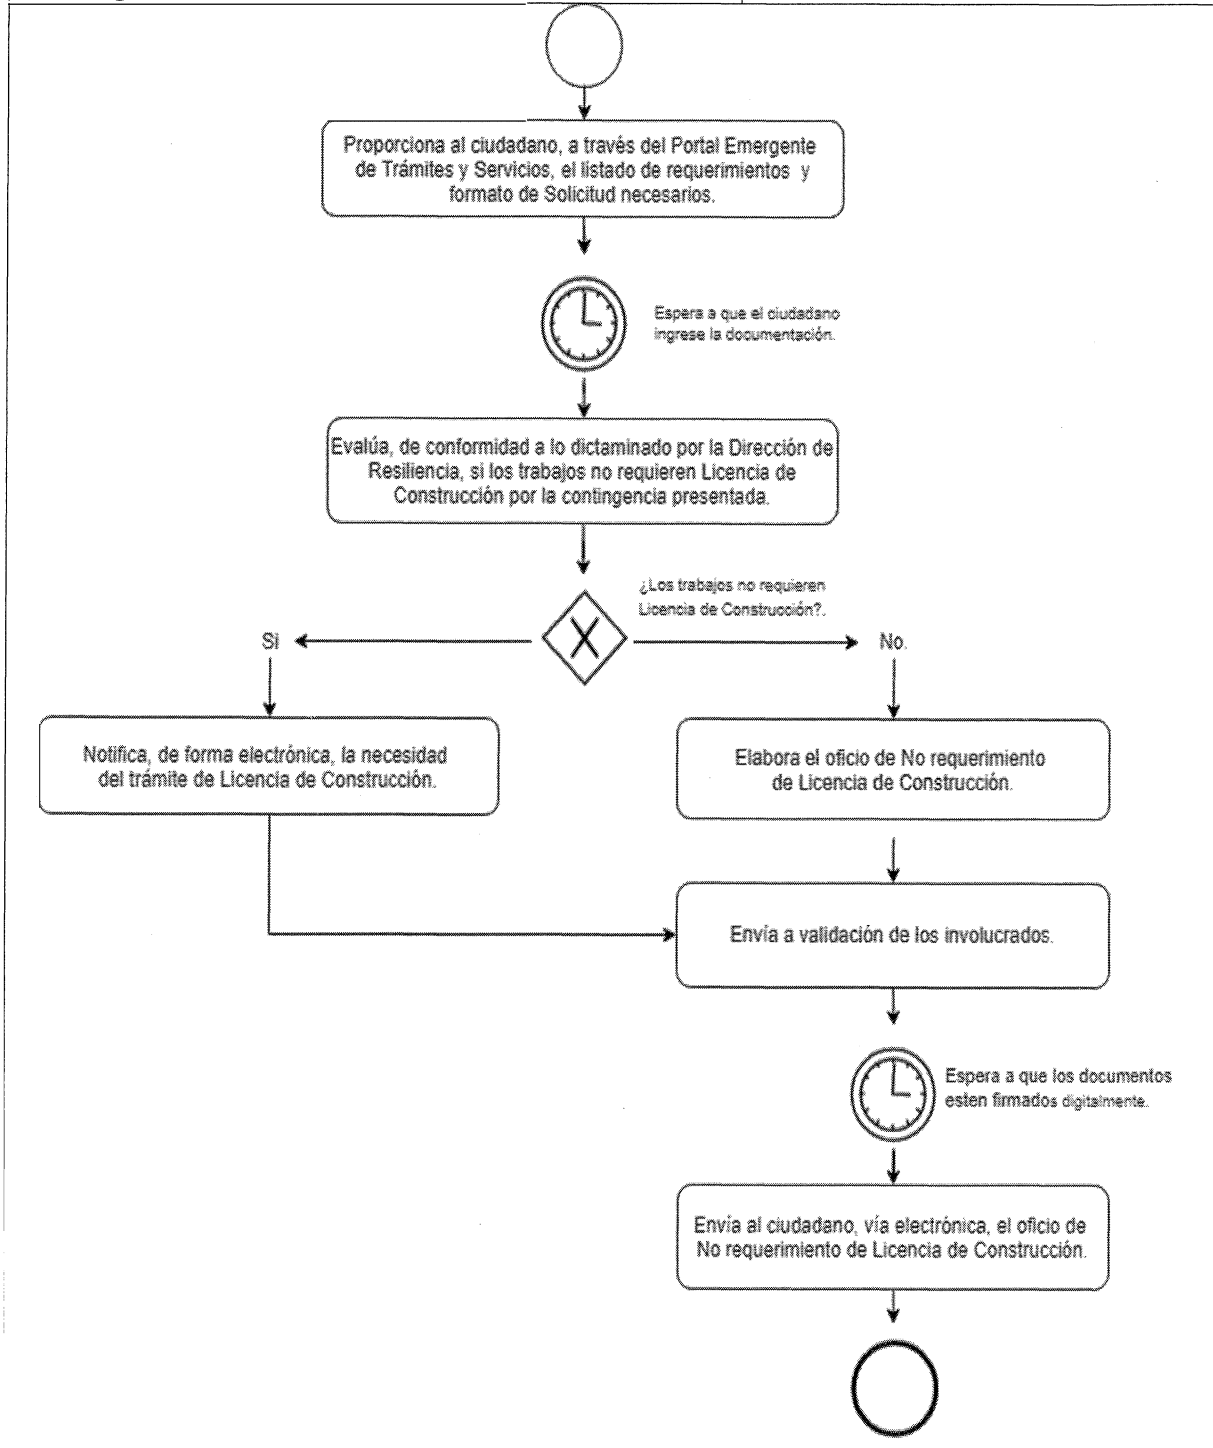 Proporciona al ciudadano, a través del Portal Emergente
de Trámites y Servicios, el listado de requerimientos y
formato de Solicitud necesarios.
Espera a que el ciudadano
ingrese la documentación.
Evalúa, de conformidad a lo dictaminado por la Dirección de
Resiliencia, si los trabajos no requieren Licencia de
Construcción por la contingencia presentada.
¿Los trabajos no requieren
Licencia de Construcción?.
Si
No.
Notifica, de forma electrónica, la necesidad
del trámite de Licencia de Construcción.
Elabora el oficio de No requerimiento
de Licencia de Construcción.
Envía a validación de los involucrados.
Espera a que los documentos
esten firmados digitalmente.
Envía al ciudadano, vía electrónica, el oficio de
No requerimiento de Licencia de Construcción.